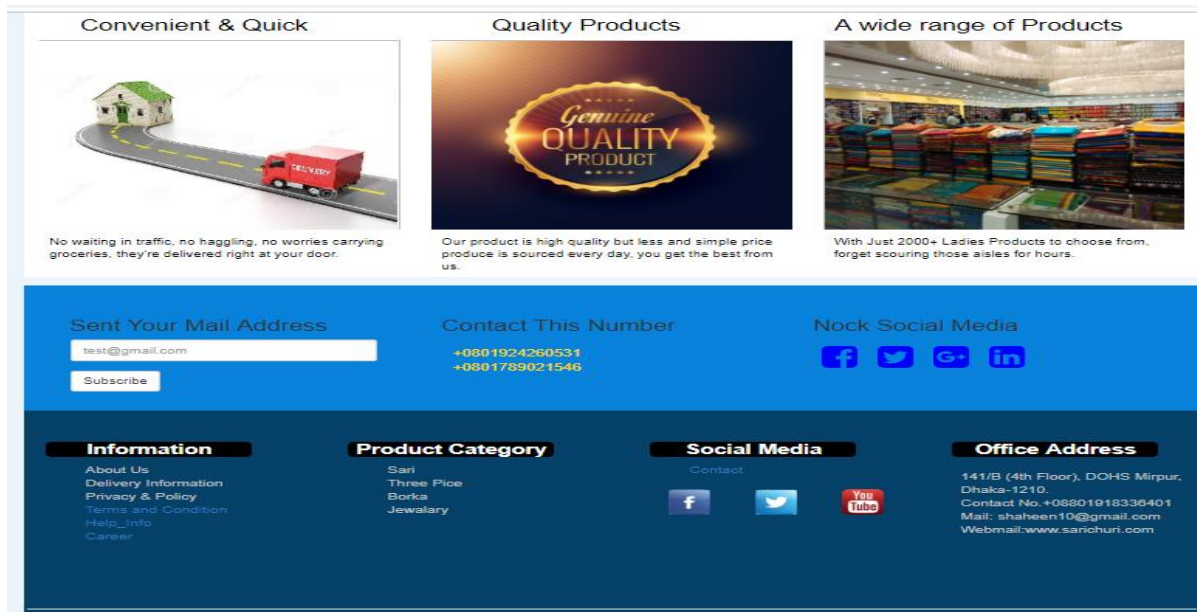 Convenient & Quick
Quality Products
A wide range of Products
DELIVERY
Genuine
QUALITY
PRODUCT
No waiting in traffic, no haggling, no worries carrying
groceries, they're delivered right at your door.
Our product is high quality but less and simple price
produce is sourced every day, you get the best from
us.
With Just 2000+ Ladies Products to choose from,
forget scouring those aisles for hours.
Sent Your Mail Address
test@gmail.com
Subscribe
Contact This Number
+0801924260531
+0801789021546
Nock Social Media
f
G+
in
Information
About Us
Delivery Information
Privacy & Policy
Terms and Condition
Help_Info
Career
Product Category
Sari
Three Pice
Borka
Jewalary
Social Media
Contact
f
You
Tube
Office Address
141/B (4th Floor), DOHS Mirpur,
Dhaka-1210.
Contact No.+08801918336401
Mail: shaheen10@gmail.com
Webmail:www.sarichuri.com